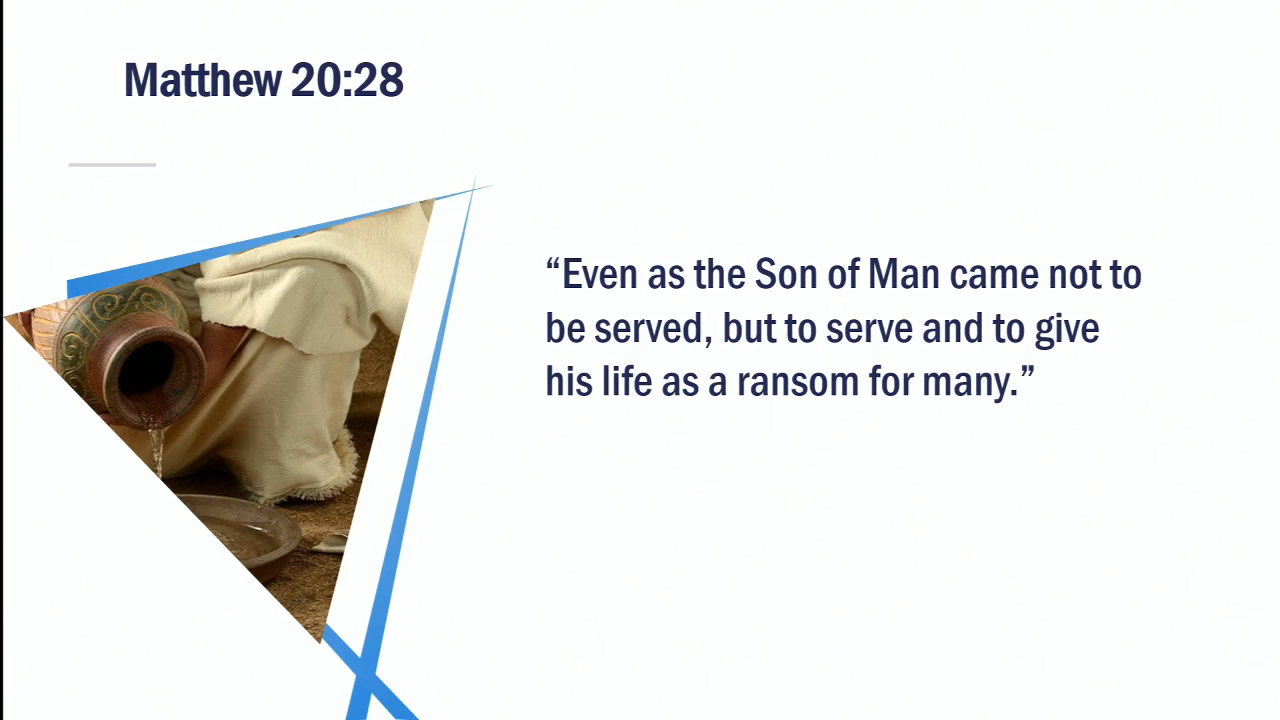 Matthew 20:28
“Even as the Son of Man came not to
be served, but to serve and to give
his life as a ransom for many.”